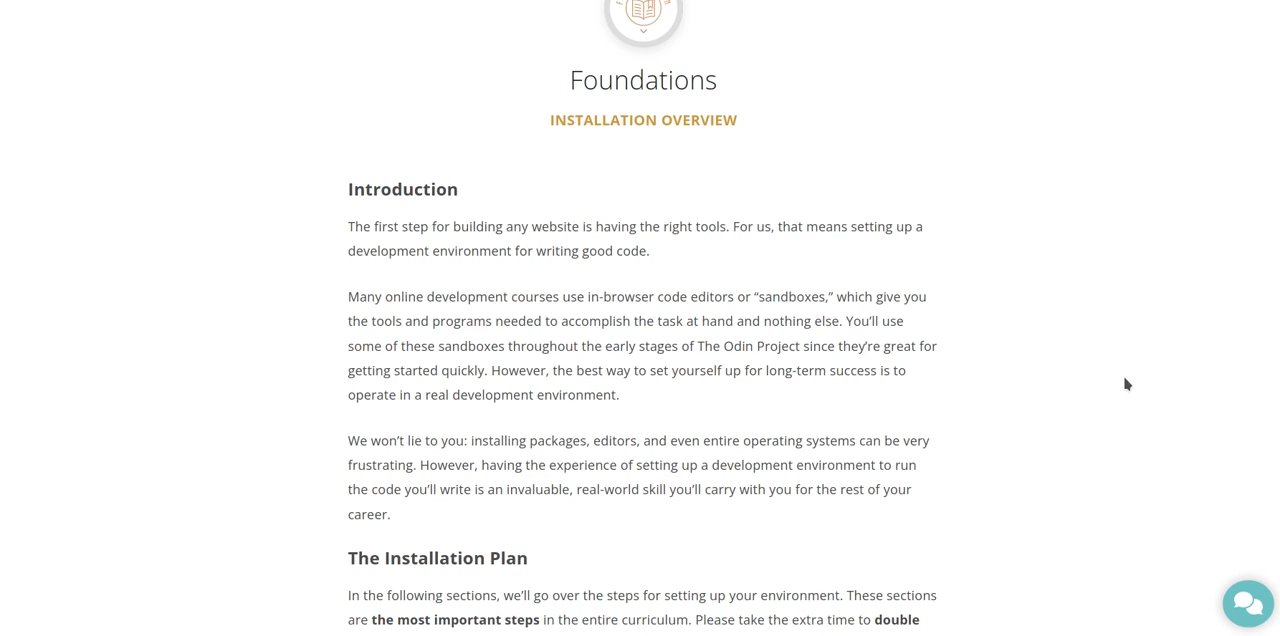 Foundations
INSTALLATION OVERVIEW
Introduction
The first step for building any website is having the right tools. For us, that means setting up a
development environment for writing good code.
Many online development courses use in-browser code editors or “sandboxes,” which give you
the tools and programs needed to accomplish the task at hand and nothing else. You’ll use
some of these sandboxes throughout the early stages of The Odin Project since they’re great for
getting started quickly. However, the best way to set yourself up for long-term success is to
operate in a real development environment.
We won’t lie to you: installing packages, editors, and even entire operating systems can be very
frustrating. However, having the experience of setting up a development environment to run
the code you’ll write is an invaluable, real-world skill you’ll carry with you for the rest of your
career.
The Installation Plan
In the following sections, we’ll go over the steps for setting up your environment. These sections
are the most important steps in the entire curriculum. Please take the extra time to double